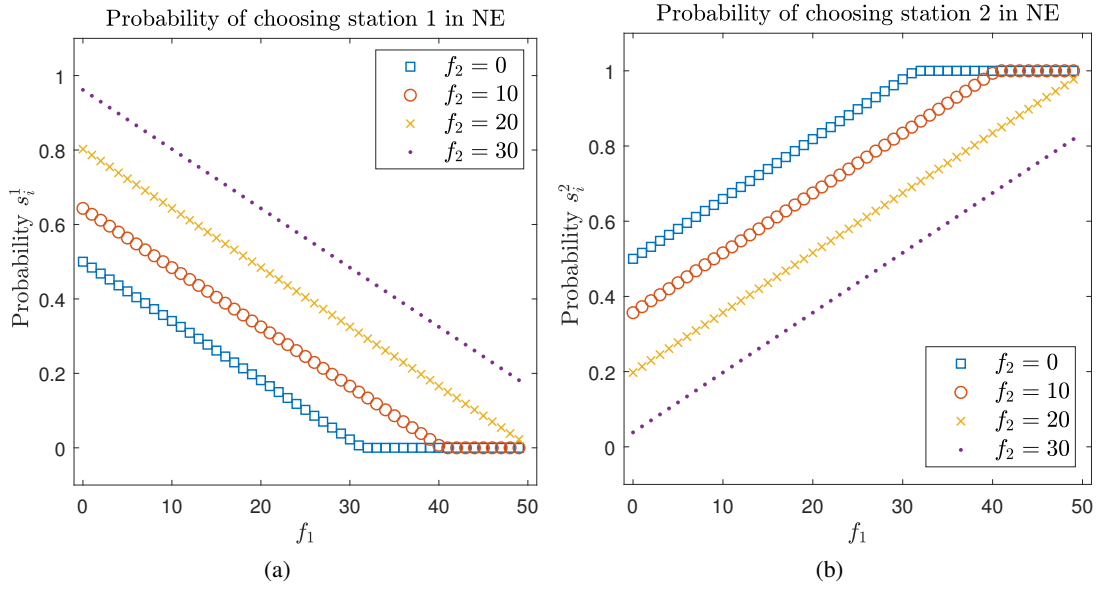 Probability of choosing station 1 in NE
Probability s_i^1
1
0.8
0.6
0.4
0.2
0
0 10 20 30 40 50
f_1
f_2 = 0
f_2 = 10
f_2 = 20
f_2 = 30
(a)
Probability of choosing station 2 in NE
Probability s_i^2
1
0.8
0.6
0.4
0.2
0
0 10 20 30 40 50
f_1
f_2 = 0
f_2 = 10
f_2 = 20
f_2 = 30
(b)